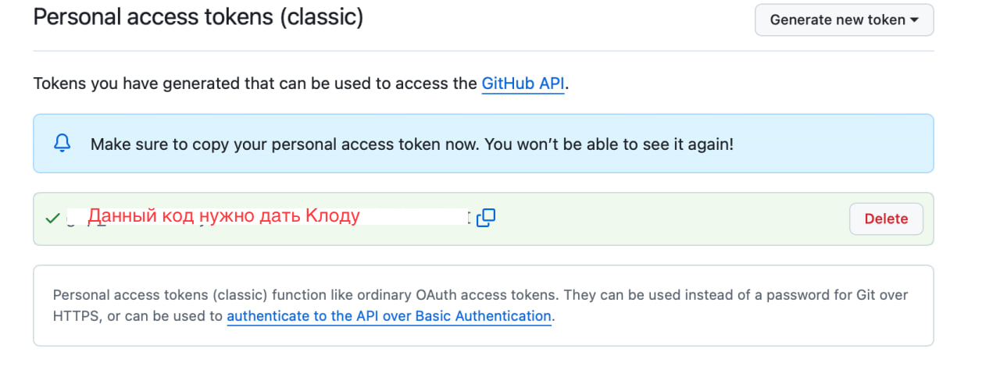 Personal access tokens (classic)
Generate new token
Tokens you have generated that can be used to access the GitHub API.
Make sure to copy your personal access token now. You won’t be able to see it again!
Данный код нужно дать Клоду
Delete
Personal access tokens (classic) function like ordinary OAuth access tokens. They can be used instead of a password for Git over
HTTPS, or can be used to authenticate to the API over Basic Authentication.